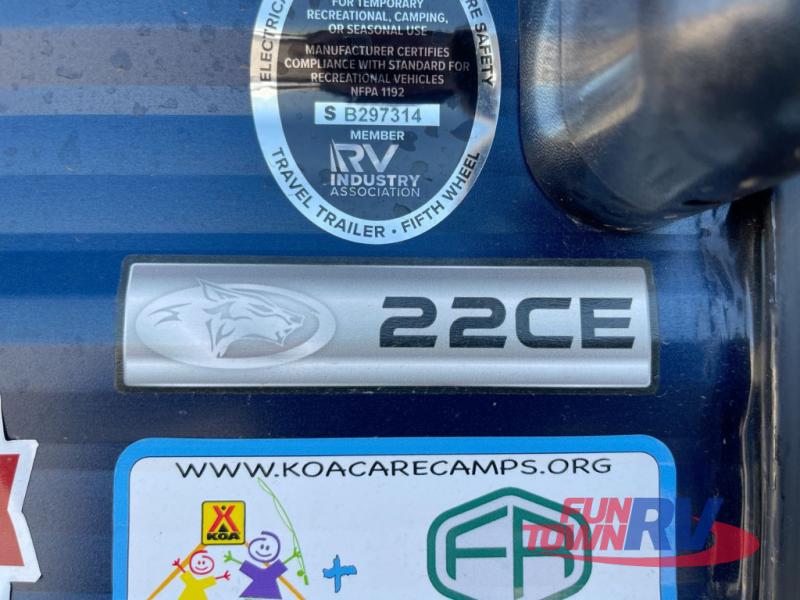 FOR TEMPORARY
RECREATIONAL, CAMPING,
OR SEASONAL USE
MANUFACTURER CERTIFIES
COMPLIANCE WITH STANDARD FOR
RECREATIONAL VEHICLES
NFPA 1192
S B297314
MEMBER
RV
INDUSTRY
ASSOCIATION
ELECTRICAL
SAFETY
TRAVEL TRAILER • FIFTH WHEEL
22CE
WWW.KOACARECAMPS.ORG
KOA
+
FR
FUN
TOWN RV